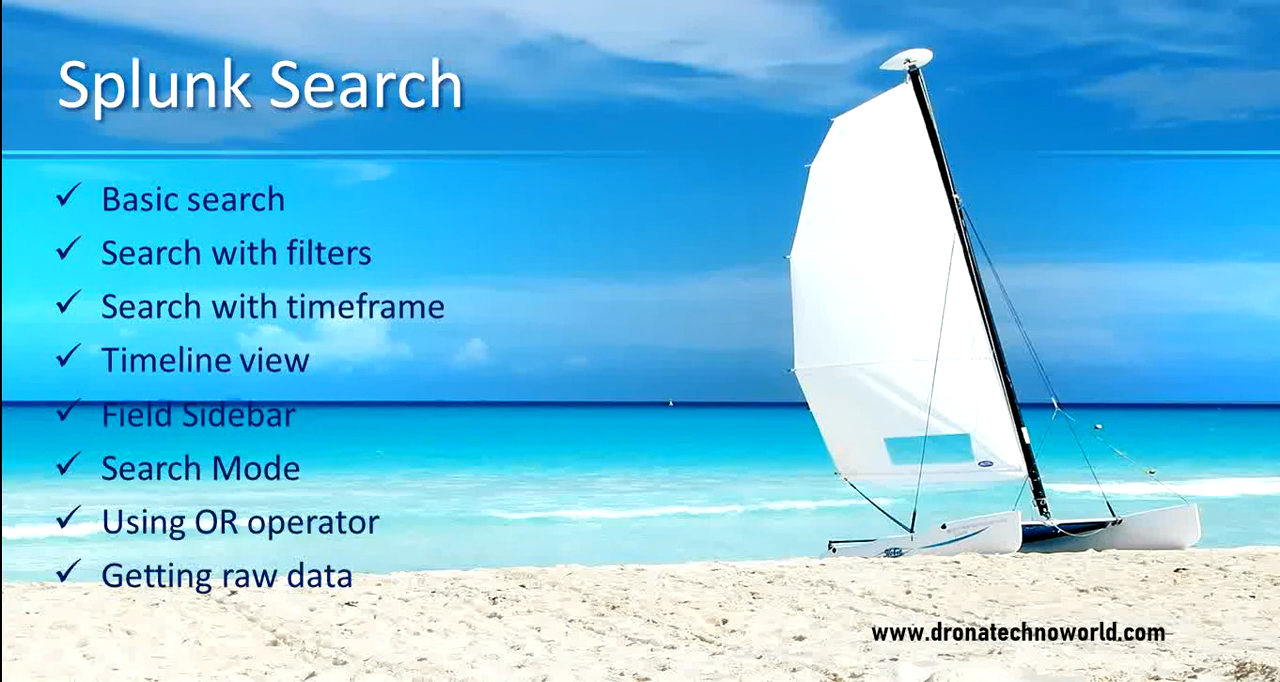 Splunk Search
✓ Basic search
✓ Search with filters
✓ Search with timeframe
✓ Timeline view
✓ Field Sidebar
✓ Search Mode
✓ Using OR operator
✓ Getting raw data
www.dronatechnoworld.com